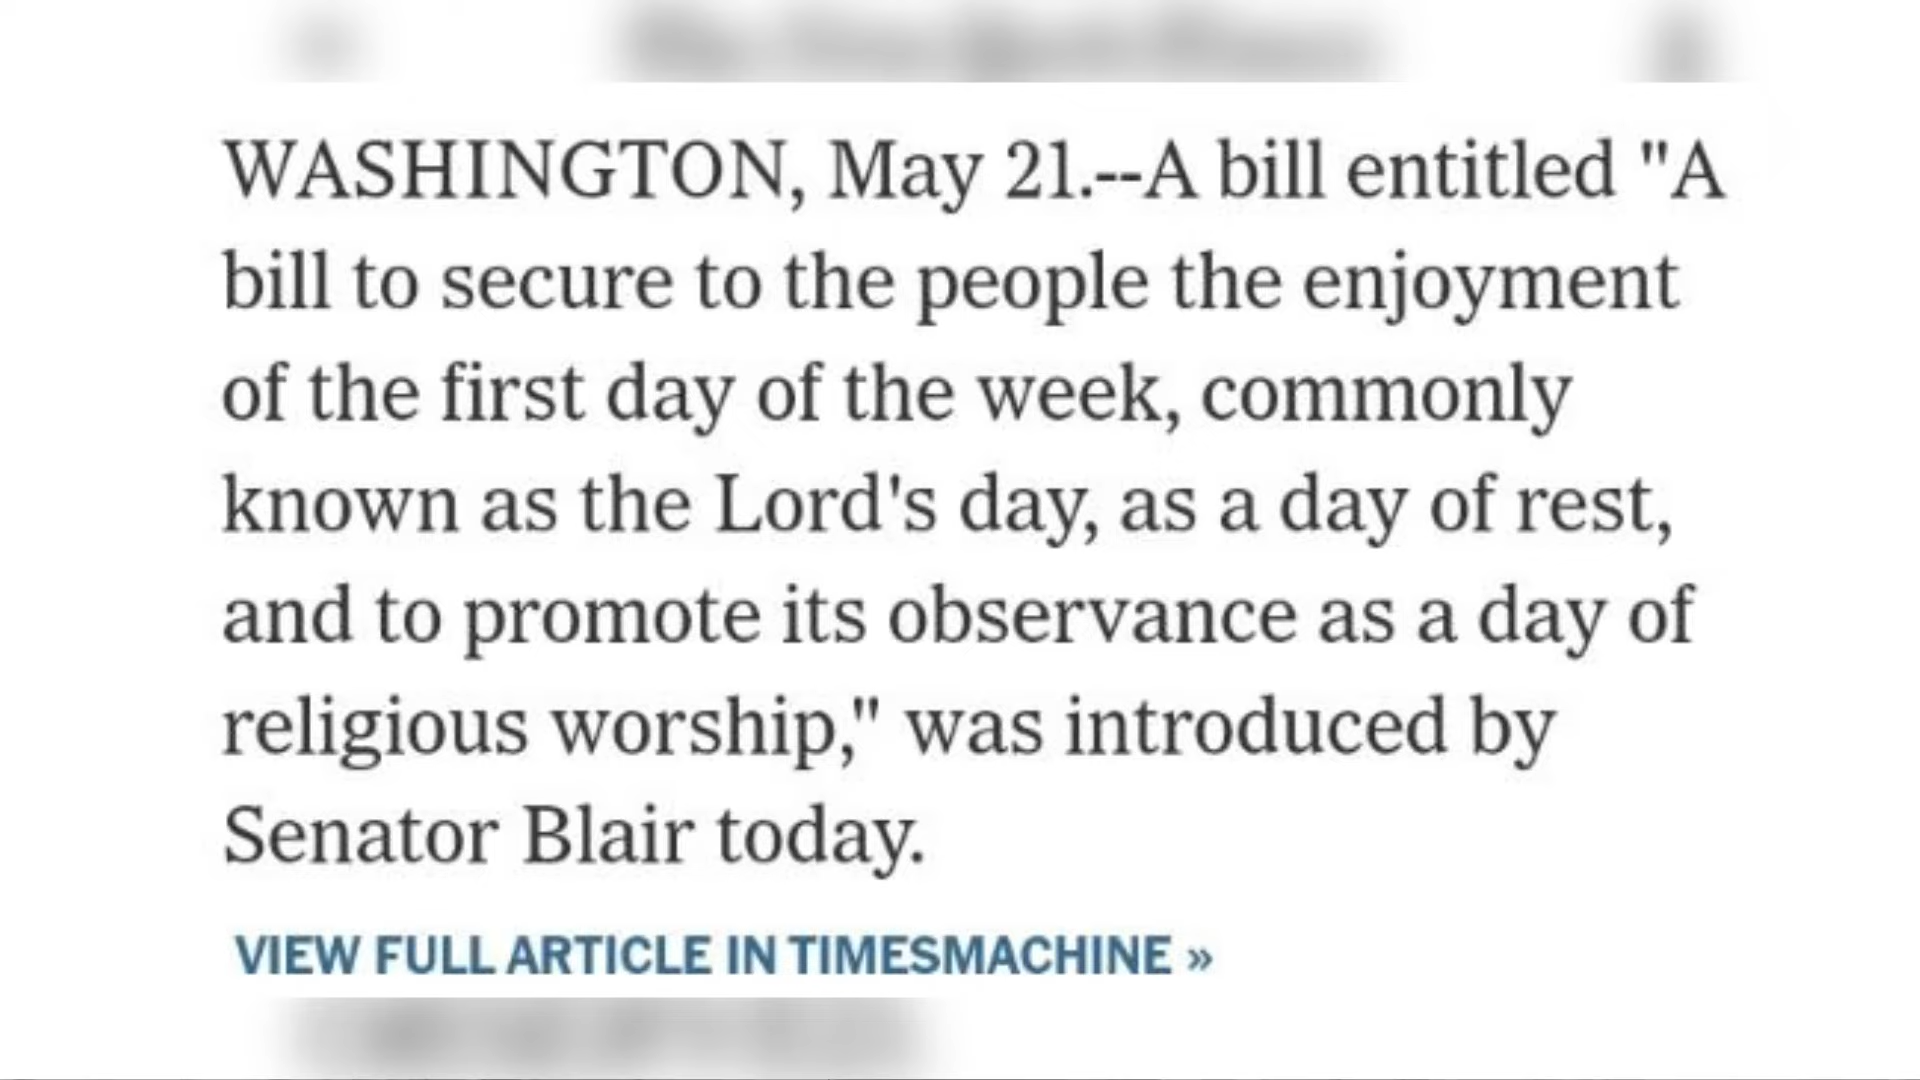 WASHINGTON, May 21.--A bill entitled "A
bill to secure to the people the enjoyment
of the first day of the week, commonly
known as the Lord's day, as a day of rest,
and to promote its observance as a day of
religious worship," was introduced by
Senator Blair today.
VIEW FULL ARTICLE IN TIMESMACHINE »